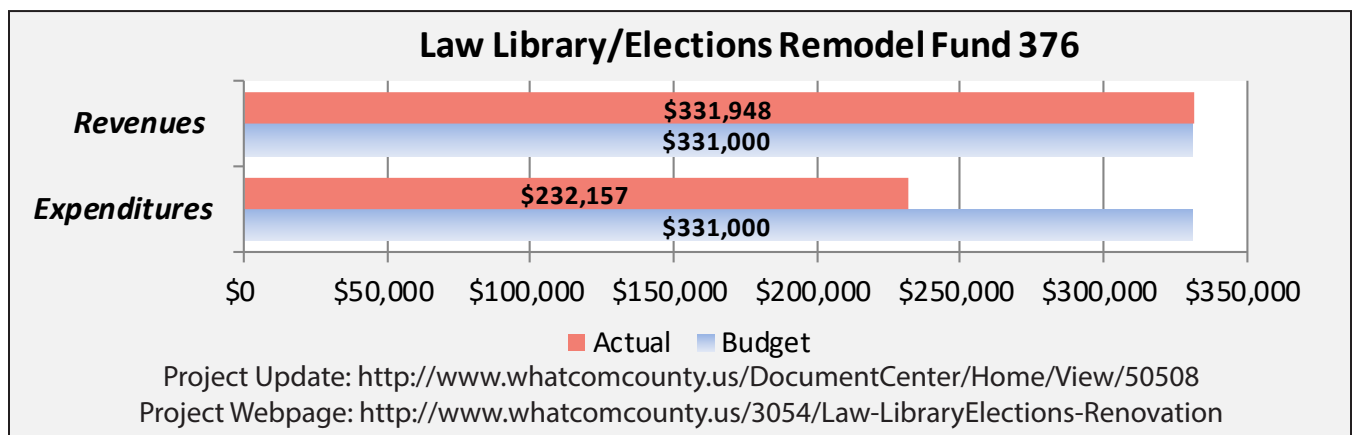 Law Library/Elections Remodel Fund 376
Revenues
$331,948
$331,000
Expenditures
$232,157
$331,000
$0 $50,000 $100,000 $150,000 $200,000 $250,000 $300,000 $350,000
Actual Budget
Project Update: http://www.whatcomcounty.us/DocumentCenter/Home/View/50508
Project Webpage: http://www.whatcomcounty.us/3054/Law-LibraryElections-Renovation